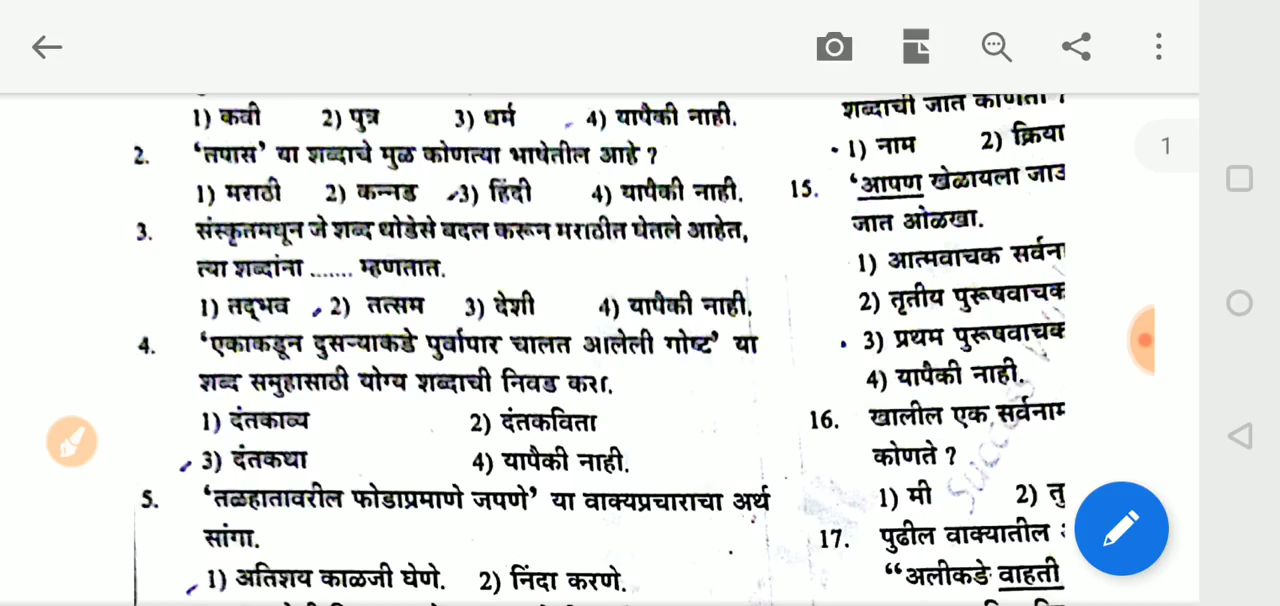 1) कवी 2) पुत्र 3) धर्म 4) यापैकी नाही.
2. ‘तपास’ या शब्दाचे मुळ कोणत्या भाषेतील आहे ?
1) मराठी 2) कन्नड 3) हिंदी 4) यापैकी नाही.
3. संस्कृतमधून जे शब्द थोडेसे बदल करून मराठीत घेतले आहेत,
त्या शब्दांना ....... म्हणतात.
1) तद्भव 2) तत्सम 3) देशी 4) यापैकी नाही.
4. ‘एकाकडून दुसऱ्याकडे पुर्वापार चालत आलेली गोष्ट’ या
शब्द समुहासाठी योग्य शब्दाची निवड करा.
1) दंतकाव्य 2) दंतकविता
3) दंतकथा 4) यापैकी नाही.
5. ‘तळहातावरील फोडाप्रमाणे जपणे’ या वाक्यप्रचाराचा अर्थ
सांगा.
1) अतिशय काळजी घेणे. 2) निंदा करणे.
शब्दाची जात कोणती ?
1) नाम 2) क्रिया
15. ‘आपण खेळायला जाउ
जात ओळखा.
1) आत्मवाचक सर्वना
2) तृतीय पुरूषवाचक
3) प्रथम पुरूषवाचक
4) यापैकी नाही.
16. खालील एक सर्वनाम
कोणते ?
1) मी 2) तु
17. पुढील वाक्यातील
“अलीकडे वाहती
1